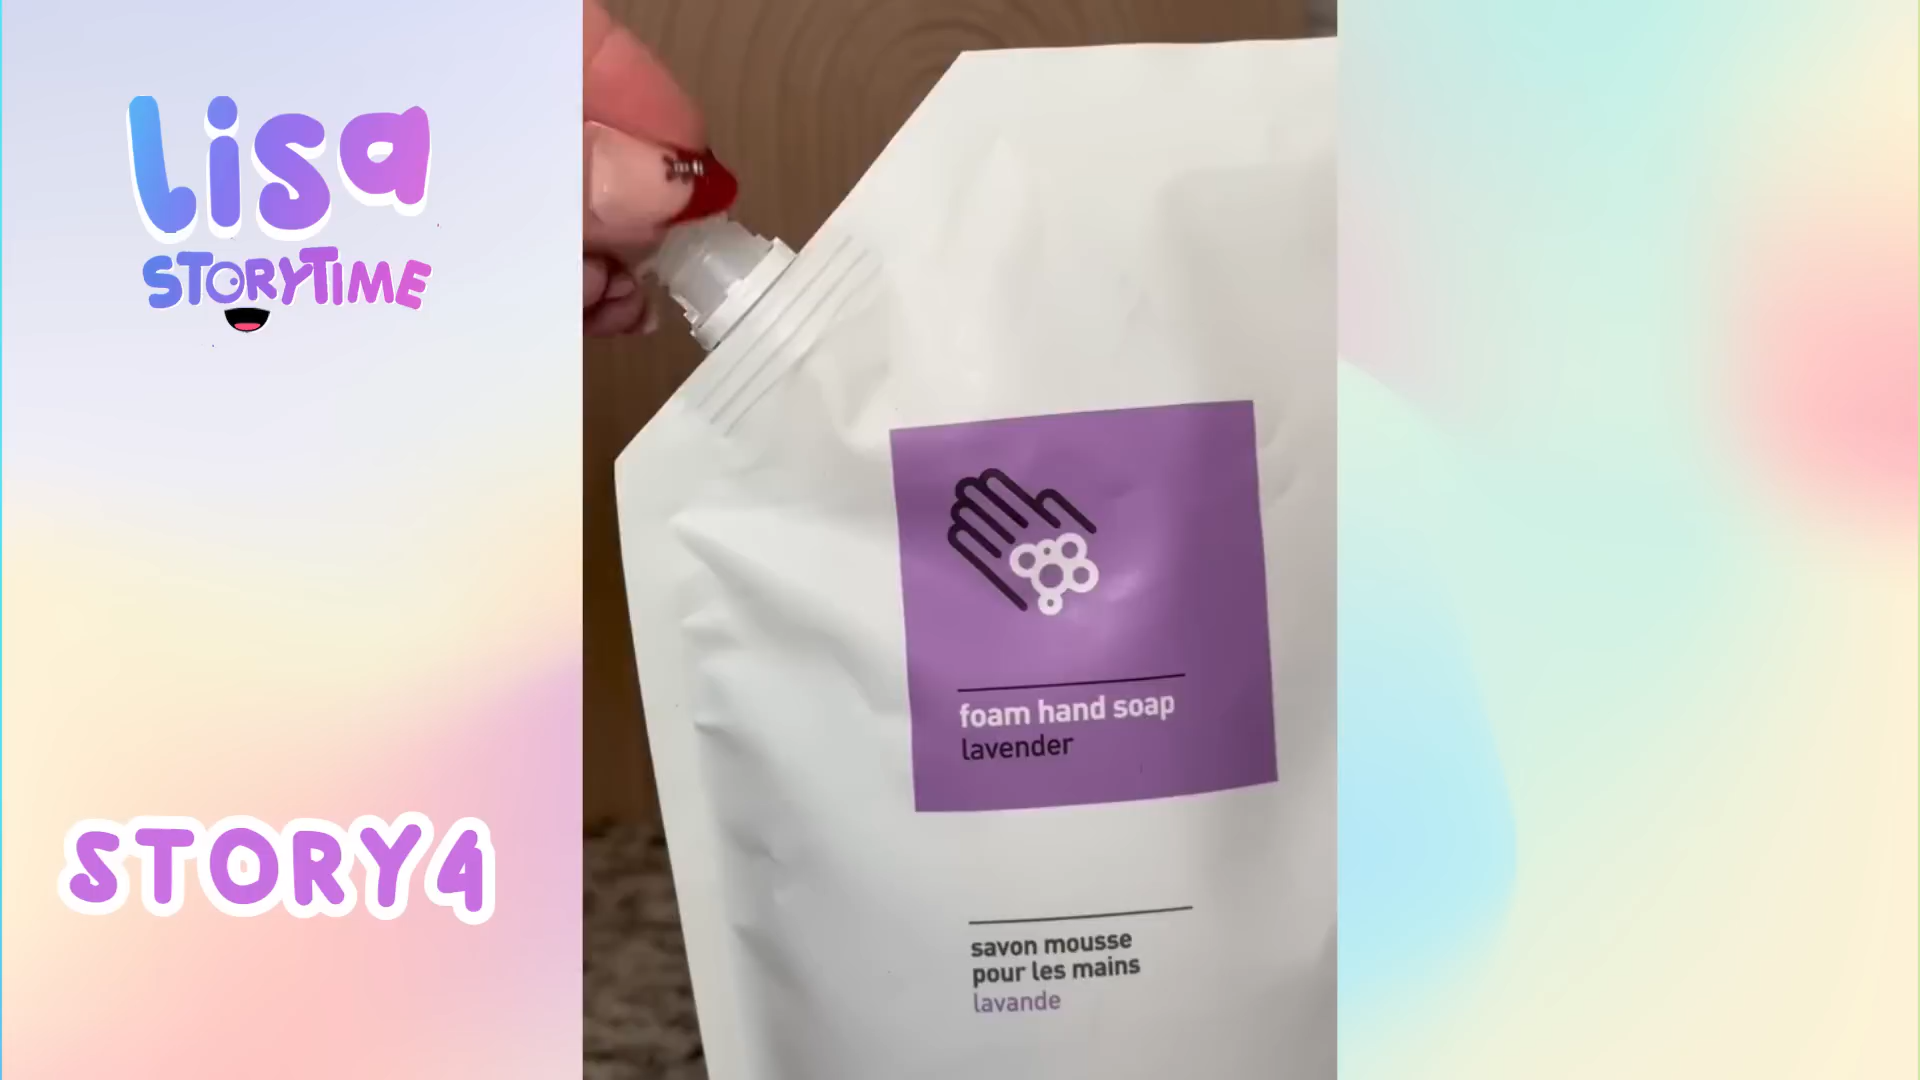 Lisa
STORYTIME
STORY4
foam hand soap
lavender
savon mousse
pour les mains
lavande